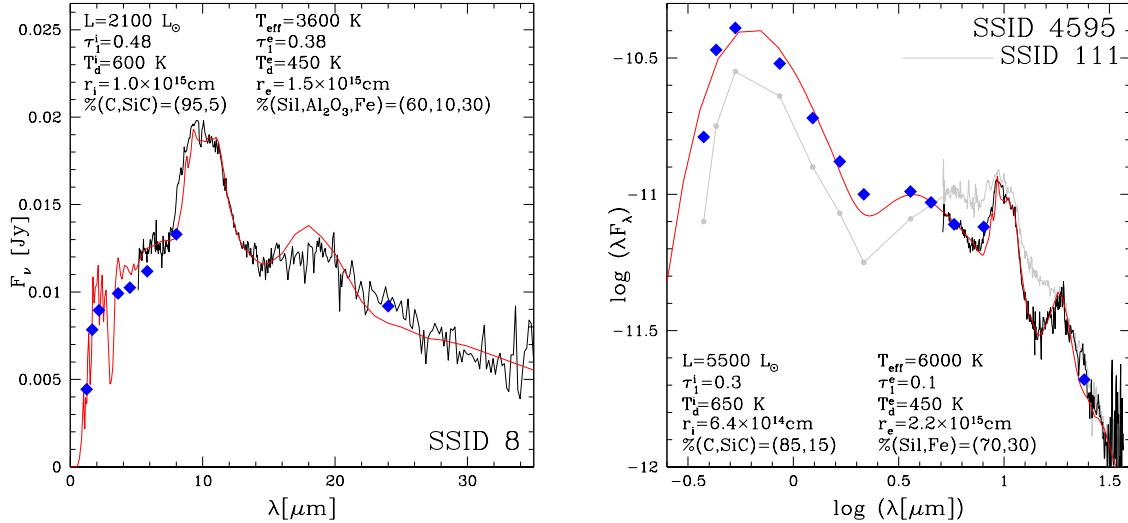 L=2100 L☉ T_eff=3600 K
τ₁ⁱ=0.48 τ₁ᵉ=0.38
T_dⁱ=600 K T_dᵉ=450 K
r_i=1.0×10¹⁵cm r_e=1.5×10¹⁵cm
%(C,SiC)=(95,5) %(Sil,Al₂O₃,Fe)=(60,10,30)
0.025
0.02
0.015
0.01
0.005
0
F_ν [Jy]
SSID 8
0 10 20 30
λ[μm]
SSID 4595
SSID 111
-10.5
-11
-11.5
-12
log (λF_λ)
L=5500 L☉ T_eff=6000 K
τ₁ⁱ=0.3 τ₁ᵉ=0.1
T_dⁱ=650 K T_dᵉ=450 K
r_i=6.4×10¹⁴cm r_e=2.2×10¹⁵cm
%(C,SiC)=(85,15) %(Sil,Fe)=(70,30)
-0.5 0 0.5 1 1.5
log (λ[μm])